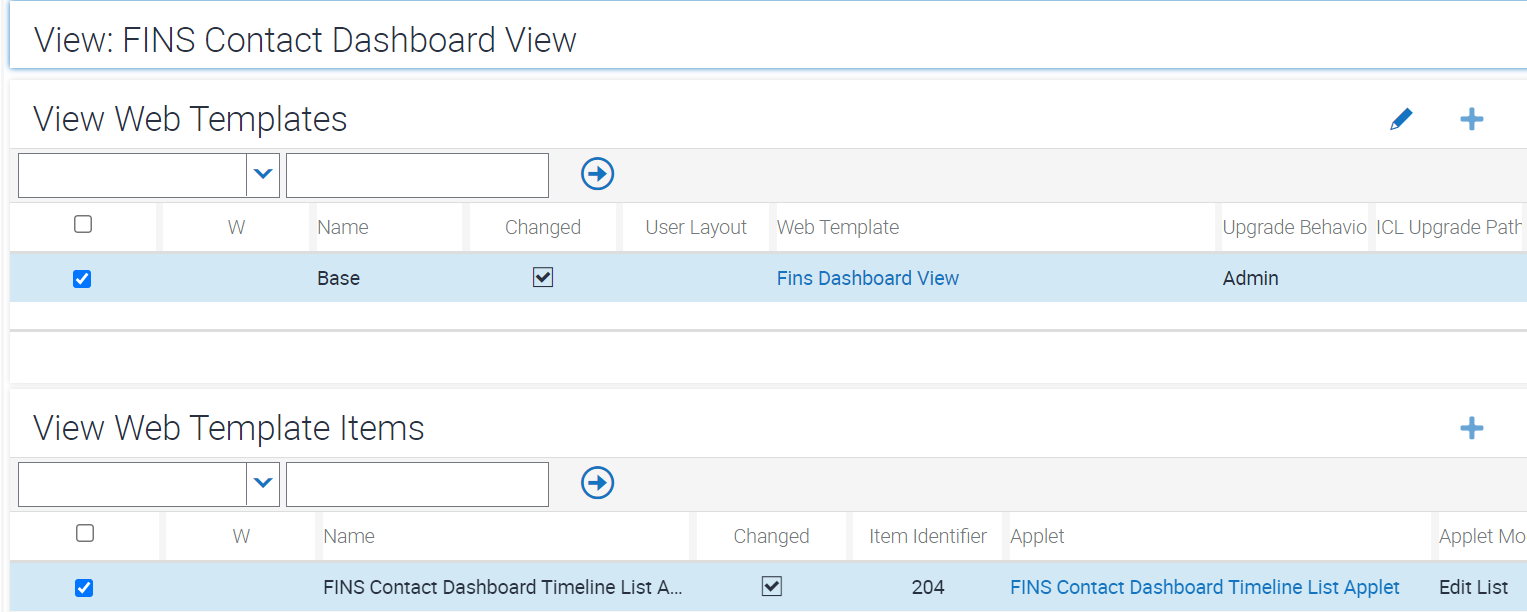 View: FINS Contact Dashboard View
View Web Templates
W Name Changed User Layout Web Template Upgrade Behavio ICL Upgrade Path
Base Fins Dashboard View Admin
View Web Template Items
W Name Changed Item Identifier Applet Applet Mo
FINS Contact Dashboard Timeline List A... 204 FINS Contact Dashboard Timeline List Applet Edit List